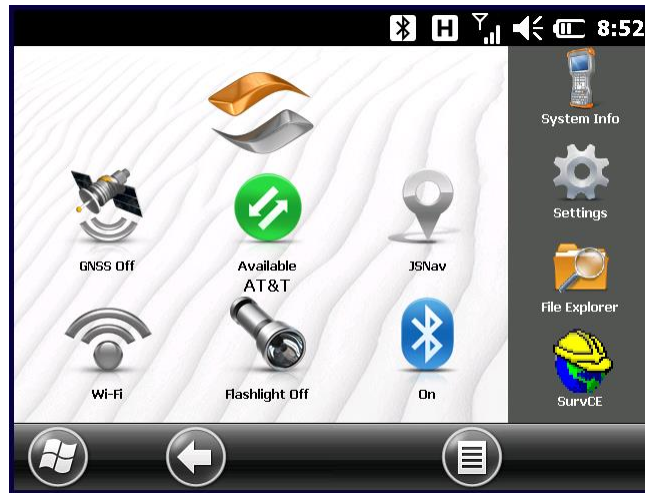 H 8:52
System Info
Settings
GNSS Off Available JSNav
AT&T
File Explorer
Wi-Fi Flashlight Off On
SurvCE